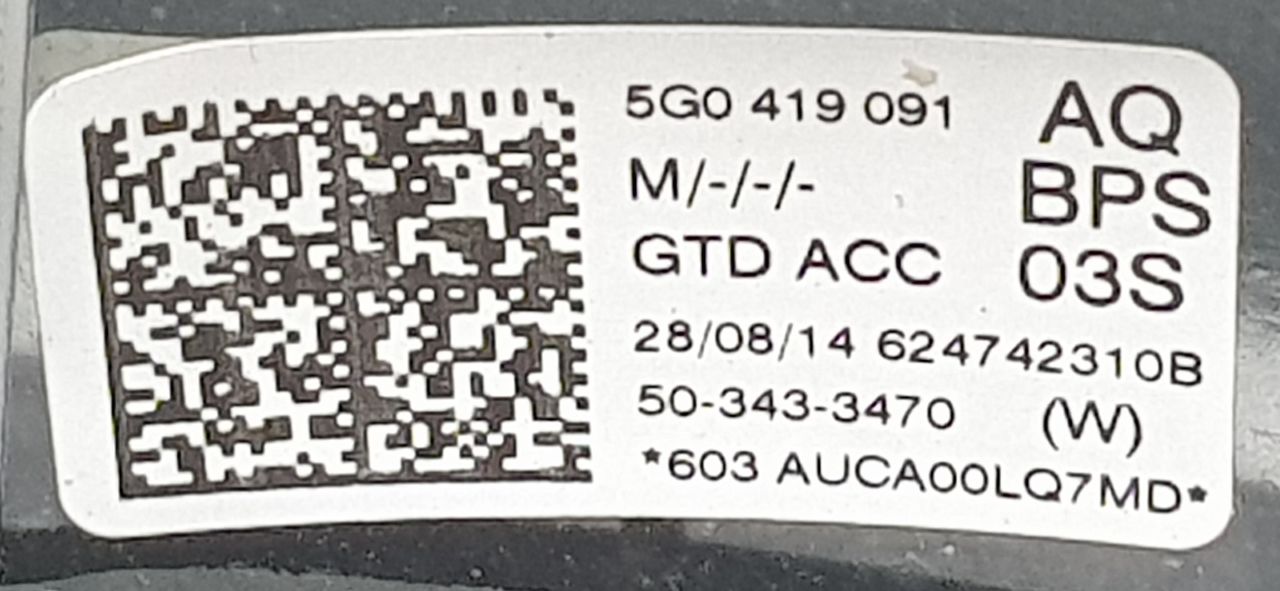 5G0 419 091 AQ
M/-/-/- BPS
GTD ACC 03S
28/08/14 624742310B
50-343-3470 (W)
*603 AUCA00LQ7MD*